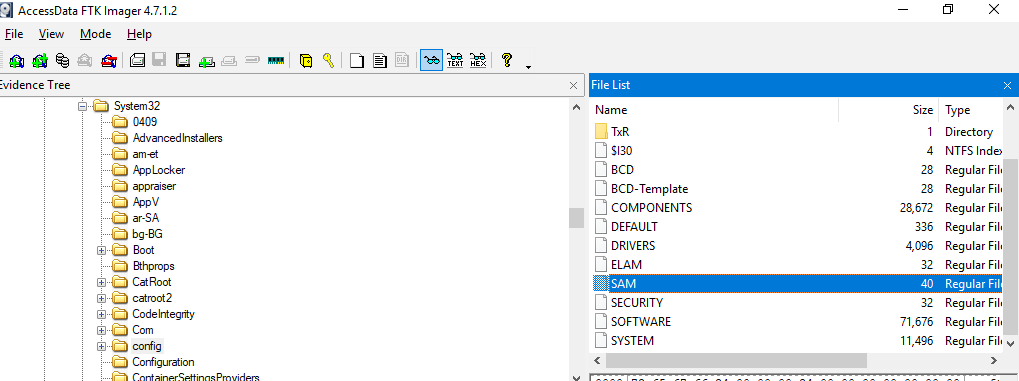 AccessData FTK Imager 4.7.1.2
File View Mode Help
TEXT HEX
Evidence Tree
System32
0409
AdvancedInstallers
am-et
AppLocker
appraiser
AppV
ar-SA
bg-BG
Boot
Bthprops
CatRoot
catroot2
CodeIntegrity
Com
config
Configuration
ContainerSettingsProviders
File List
Name Size Type
TxR 1 Directory
$I30 4 NTFS Index
BCD 28 Regular File
BCD-Template 28 Regular File
COMPONENTS 28,672 Regular File
DEFAULT 336 Regular File
DRIVERS 4,096 Regular File
ELAM 32 Regular File
SAM 40 Regular File
SECURITY 32 Regular File
SOFTWARE 71,676 Regular File
SYSTEM 11,496 Regular File